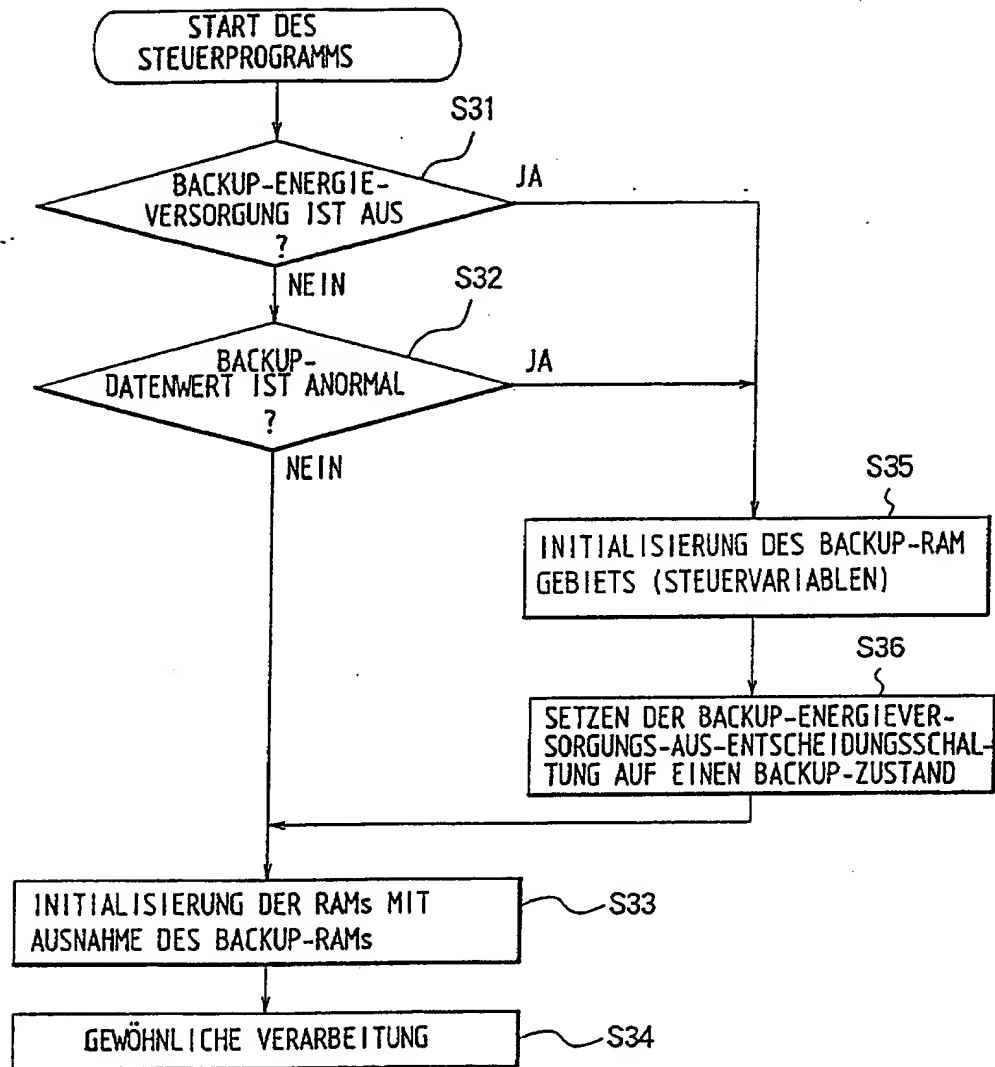 START DES
STEUERPROGRAMMS
S31
BACKUP-ENERGIE-
VERSORGUNG IST AUS
?
JA
NEIN
S32
BACKUP-
DATENWERT IST ANORMAL
?
JA
NEIN
S35
INITIALISIERUNG DES BACKUP-RAM
GEBIETS (STEUERVARIABLEN)
S36
SETZEN DER BACKUP-ENERGIEVER-
SORGUNGS-AUS-ENTSCHEIDUNGSSCHAL-
TUNG AUF EINEN BACKUP-ZUSTAND
INITIALISIERUNG DER RAMs MIT
AUSNAHME DES BACKUP-RAMs
S33
GEWÖHNLICHE VERARBEITUNG
S34